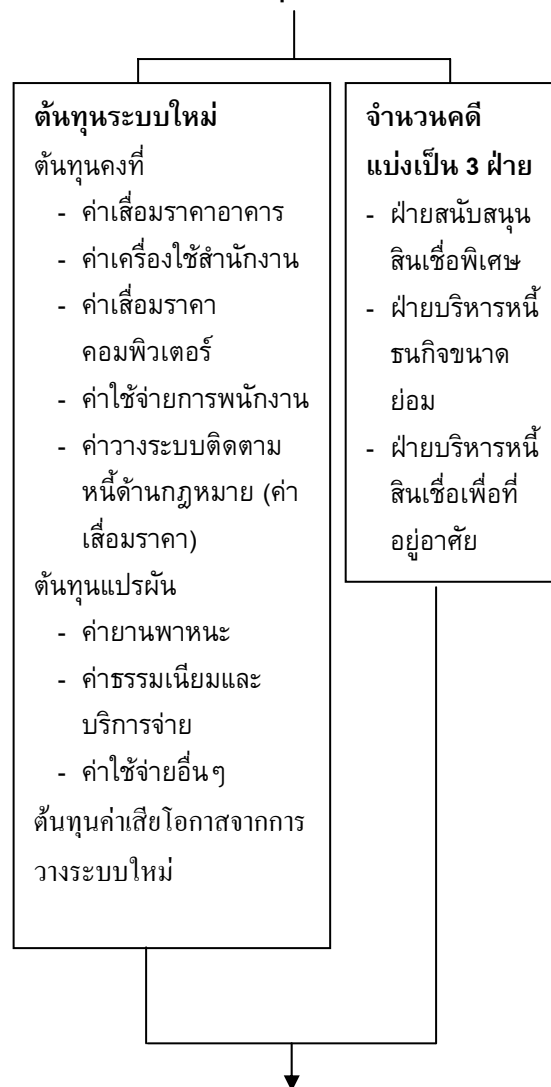 ต้นทุนระบบใหม่
ต้นทุนคงที่
- ค่าเสื่อมราคาอาคาร
- ค่าเครื่องใช้สำนักงาน
- ค่าเสื่อมราคา
คอมพิวเตอร์
- ค่าใช้จ่ายการพนักงาน
- ค่าวางระบบติดตาม
หนี้ด้านกฎหมาย (ค่า
เสื่อมราคา)
ต้นทุนแปรผัน
- ค่ายานพาหนะ
- ค่าธรรมเนียมและ
บริการจ่าย
- ค่าใช้จ่ายอื่นๆ
ต้นทุนค่าเสียโอกาสจากการ
วางระบบใหม่
จำนวนคดี
แบ่งเป็น 3 ฝ่าย
- ฝ่ายสนับสนุน
สินเชื่อพิเศษ
- ฝ่ายบริหารหนี้
ธนกิจขนาด
ย่อม
- ฝ่ายบริหารหนี้
สินเชื่อเพื่อที่
อยู่อาศัย